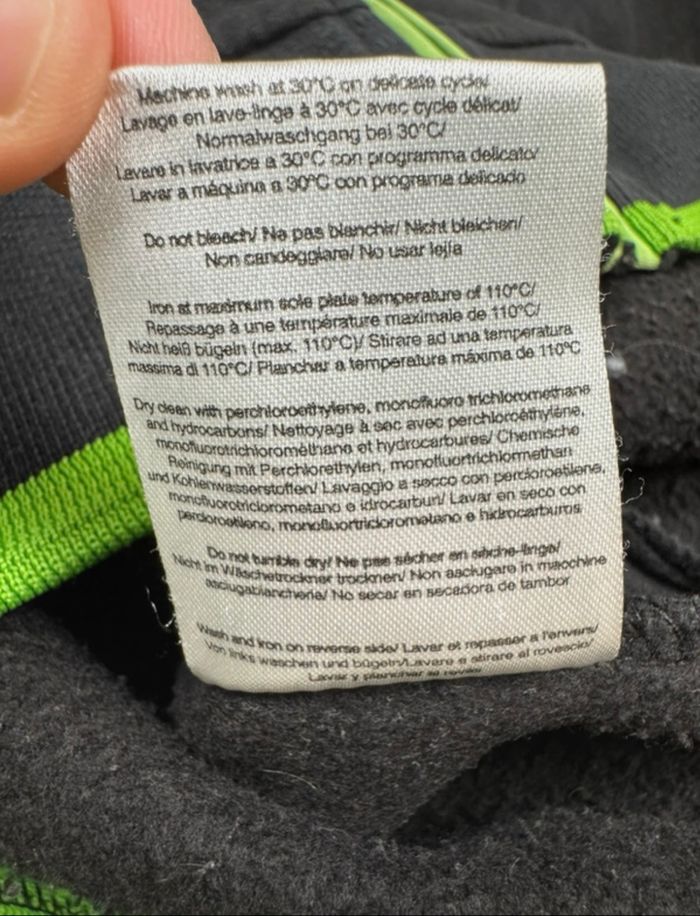 Machine wash at 30°C on delicate cycle/
Lavage en lave-linge à 30°C avec cycle délicat/
Normalwaschgang bei 30°C/
Lavare in lavatrice a 30°C con programma delicato/
Lavar a máquina a 30°C con programa delicado
Do not bleach/ Ne pas blanchir/ Nicht bleichen/
Non candeggiare/ No usar lejía
Iron at maximum sole plate temperature of 110°C/
Repassage à une température maximale de 110°C/
Nicht heiß bügeln (max. 110°C)/ Stirare ad una temperatura
massima di 110°C/ Planchar a temperatura máxima de 110°C
Dry clean with perchloroethylene, monofluoro trichloromethane
and hydrocarbons/ Nettoyage à sec avec perchloroéthylène,
monofluorotrichlorométhano et hydrocarbures/ Chemische
Reinigung mit Perchlorethylen, monofluortrichlormethan
und Kohlenwasserstoffen/ Lavaggio a secco con percloroetilene,
monofluorotriclorometano e idrocarburi/ Lavar en seco con
percloroetileno, monofluortriclorometano e hidrocarburos
Do not tumble dry/ Ne pas sécher en sèche-linge/
Nicht im Wäschetrockner trocknen/ Non asciugare in macchine
asciugabiancherie/ No secar en secadora de tambor
Wash and iron on reverse side/ Laver et repasser a l'envers/
Von links waschen und bügeln/Lavare e stirare al rovescio/
Lavar y planchar